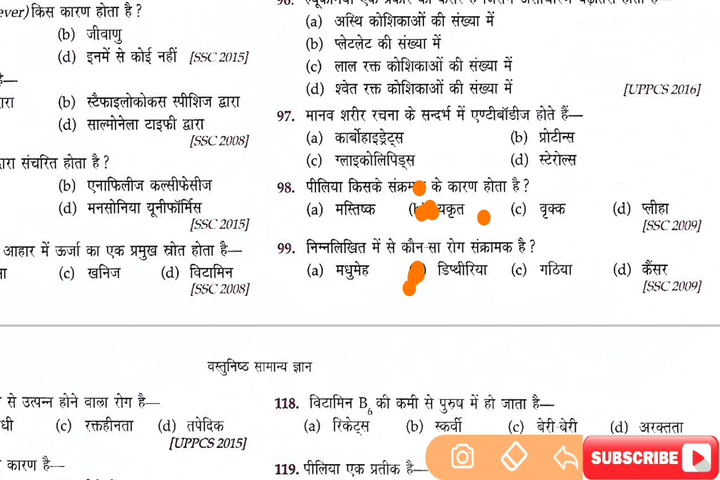 ever) किस कारण होता है ?
(b) जीवाणु
(d) इनमें से कोई नहीं [SSC 2015]
है—
(b) स्टैफाइलोकोकस स्पीशिज द्वारा
(d) साल्मोनेला टाइफी द्वारा
[SSC 2008]
द्वारा संचरित होता है ?
(b) एनाफिलीज कल्सीफेसीज
(d) मनसोनिया यूनीफॉर्मिस
[SSC 2015]
आहार में ऊर्जा का एक प्रमुख स्रोत होता है—
(c) खनिज (d) विटामिन
[SSC 2008]
(a) अस्थि कोशिकाओं की संख्या में
(b) प्लेटलेट की संख्या में
(c) लाल रक्त कोशिकाओं की संख्या में
(d) श्वेत रक्त कोशिकाओं की संख्या में
[UPPCS 2016]
97. मानव शरीर रचना के सन्दर्भ में एण्टीबॉडीज होते हैं—
(a) कार्बोहाइड्रेट्स (b) प्रोटीन्स
(c) ग्लाइकोलिपिड्स (d) स्टेरोल्स
98. पीलिया किसके के कारण होता है ?
(a) मस्तिष्क यकृत (c) वृक्क (d) प्लीहा
[SSC 2009]
99. निम्नलिखित में से कौन-सा रोग संक्रामक है ?
(a) मधुमेह डिप्थीरिया (c) गठिया (d) कैंसर
[SSC 2009]
वस्तुनिष्ठ सामान्य ज्ञान
से उत्पन्न होने वाला रोग है—
(c) रक्तहीनता (d) तपेदिक
[UPPCS 2015]
कारण है—
118. विटामिन B6 की कमी से पुरुष में हो जाता है—
(a) रिकेट्स (b) स्कर्वी (c) बेरी-बेरी (d) अरक्तता
119. पीलिया एक प्रतीक है—
SUBSCRIBE